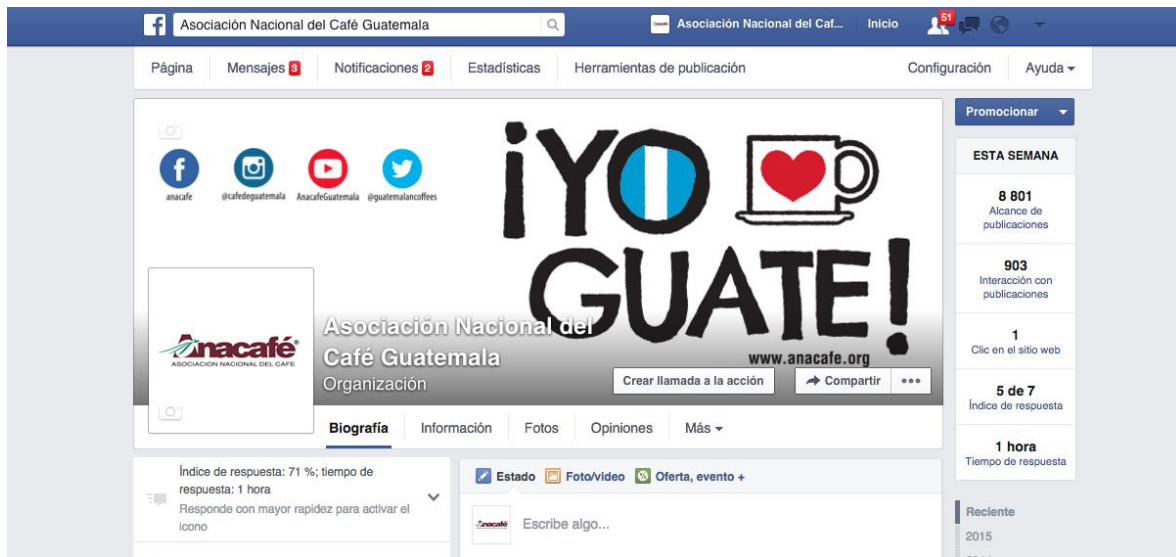 Asociación Nacional del Café Guatemala
Asociación Nacional del Caf...
Inicio
51
Página
Mensajes 3
Notificaciones 2
Estadísticas
Herramientas de publicación
Configuración
Ayuda
anacafe
@cafedeguatemala
AnacafeGuatemala
@guatemalancoffees
¡YO
GUATE!
www.anacafe.org
Anacafé®
ASOCIACIÓN NACIONAL DEL CAFÉ
Asociación Nacional del
Café Guatemala
Organización
Crear llamada a la acción
Compartir
Biografía
Información
Fotos
Opiniones
Más
Promocionar
ESTA SEMANA
8 801
Alcance de
publicaciones
903
Interacción con
publicaciones
1
Clic en el sitio web
5 de 7
Índice de respuesta
1 hora
Tiempo de respuesta
Reciente
2015
Índice de respuesta: 71 %; tiempo de
respuesta: 1 hora
Responde con mayor rapidez para activar el
icono
Estado
Foto/video
Oferta, evento +
Anacafé
Escribe algo...